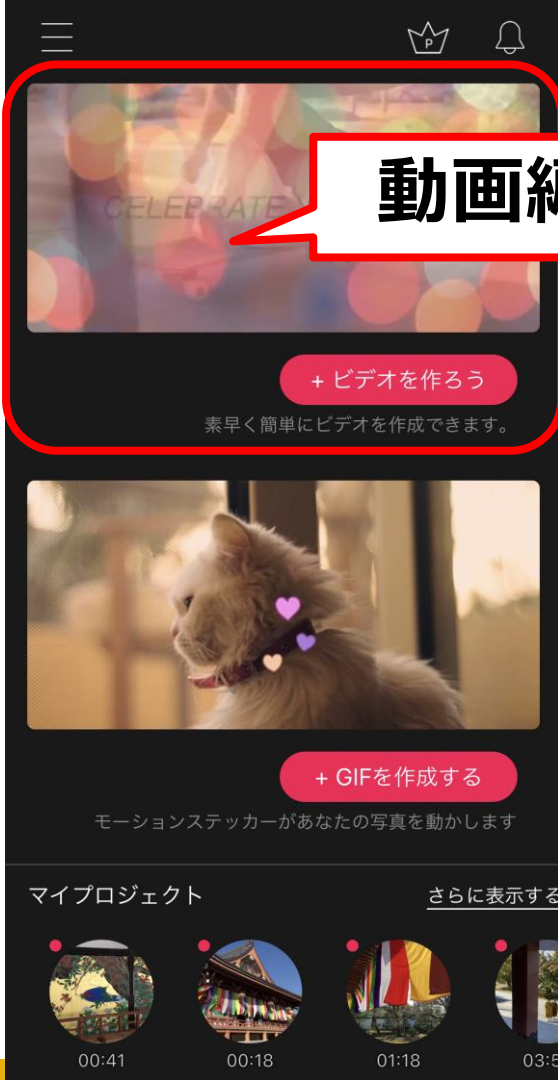 P
CELEBRATE
動画
+ ビデオを作ろう
素早く簡単にビデオを作成できます。
+ GIFを作成する
モーションステッカーがあなたの写真を動かします
マイプロジェクト
さらに表示する
00:41
00:18
01:18
03:5